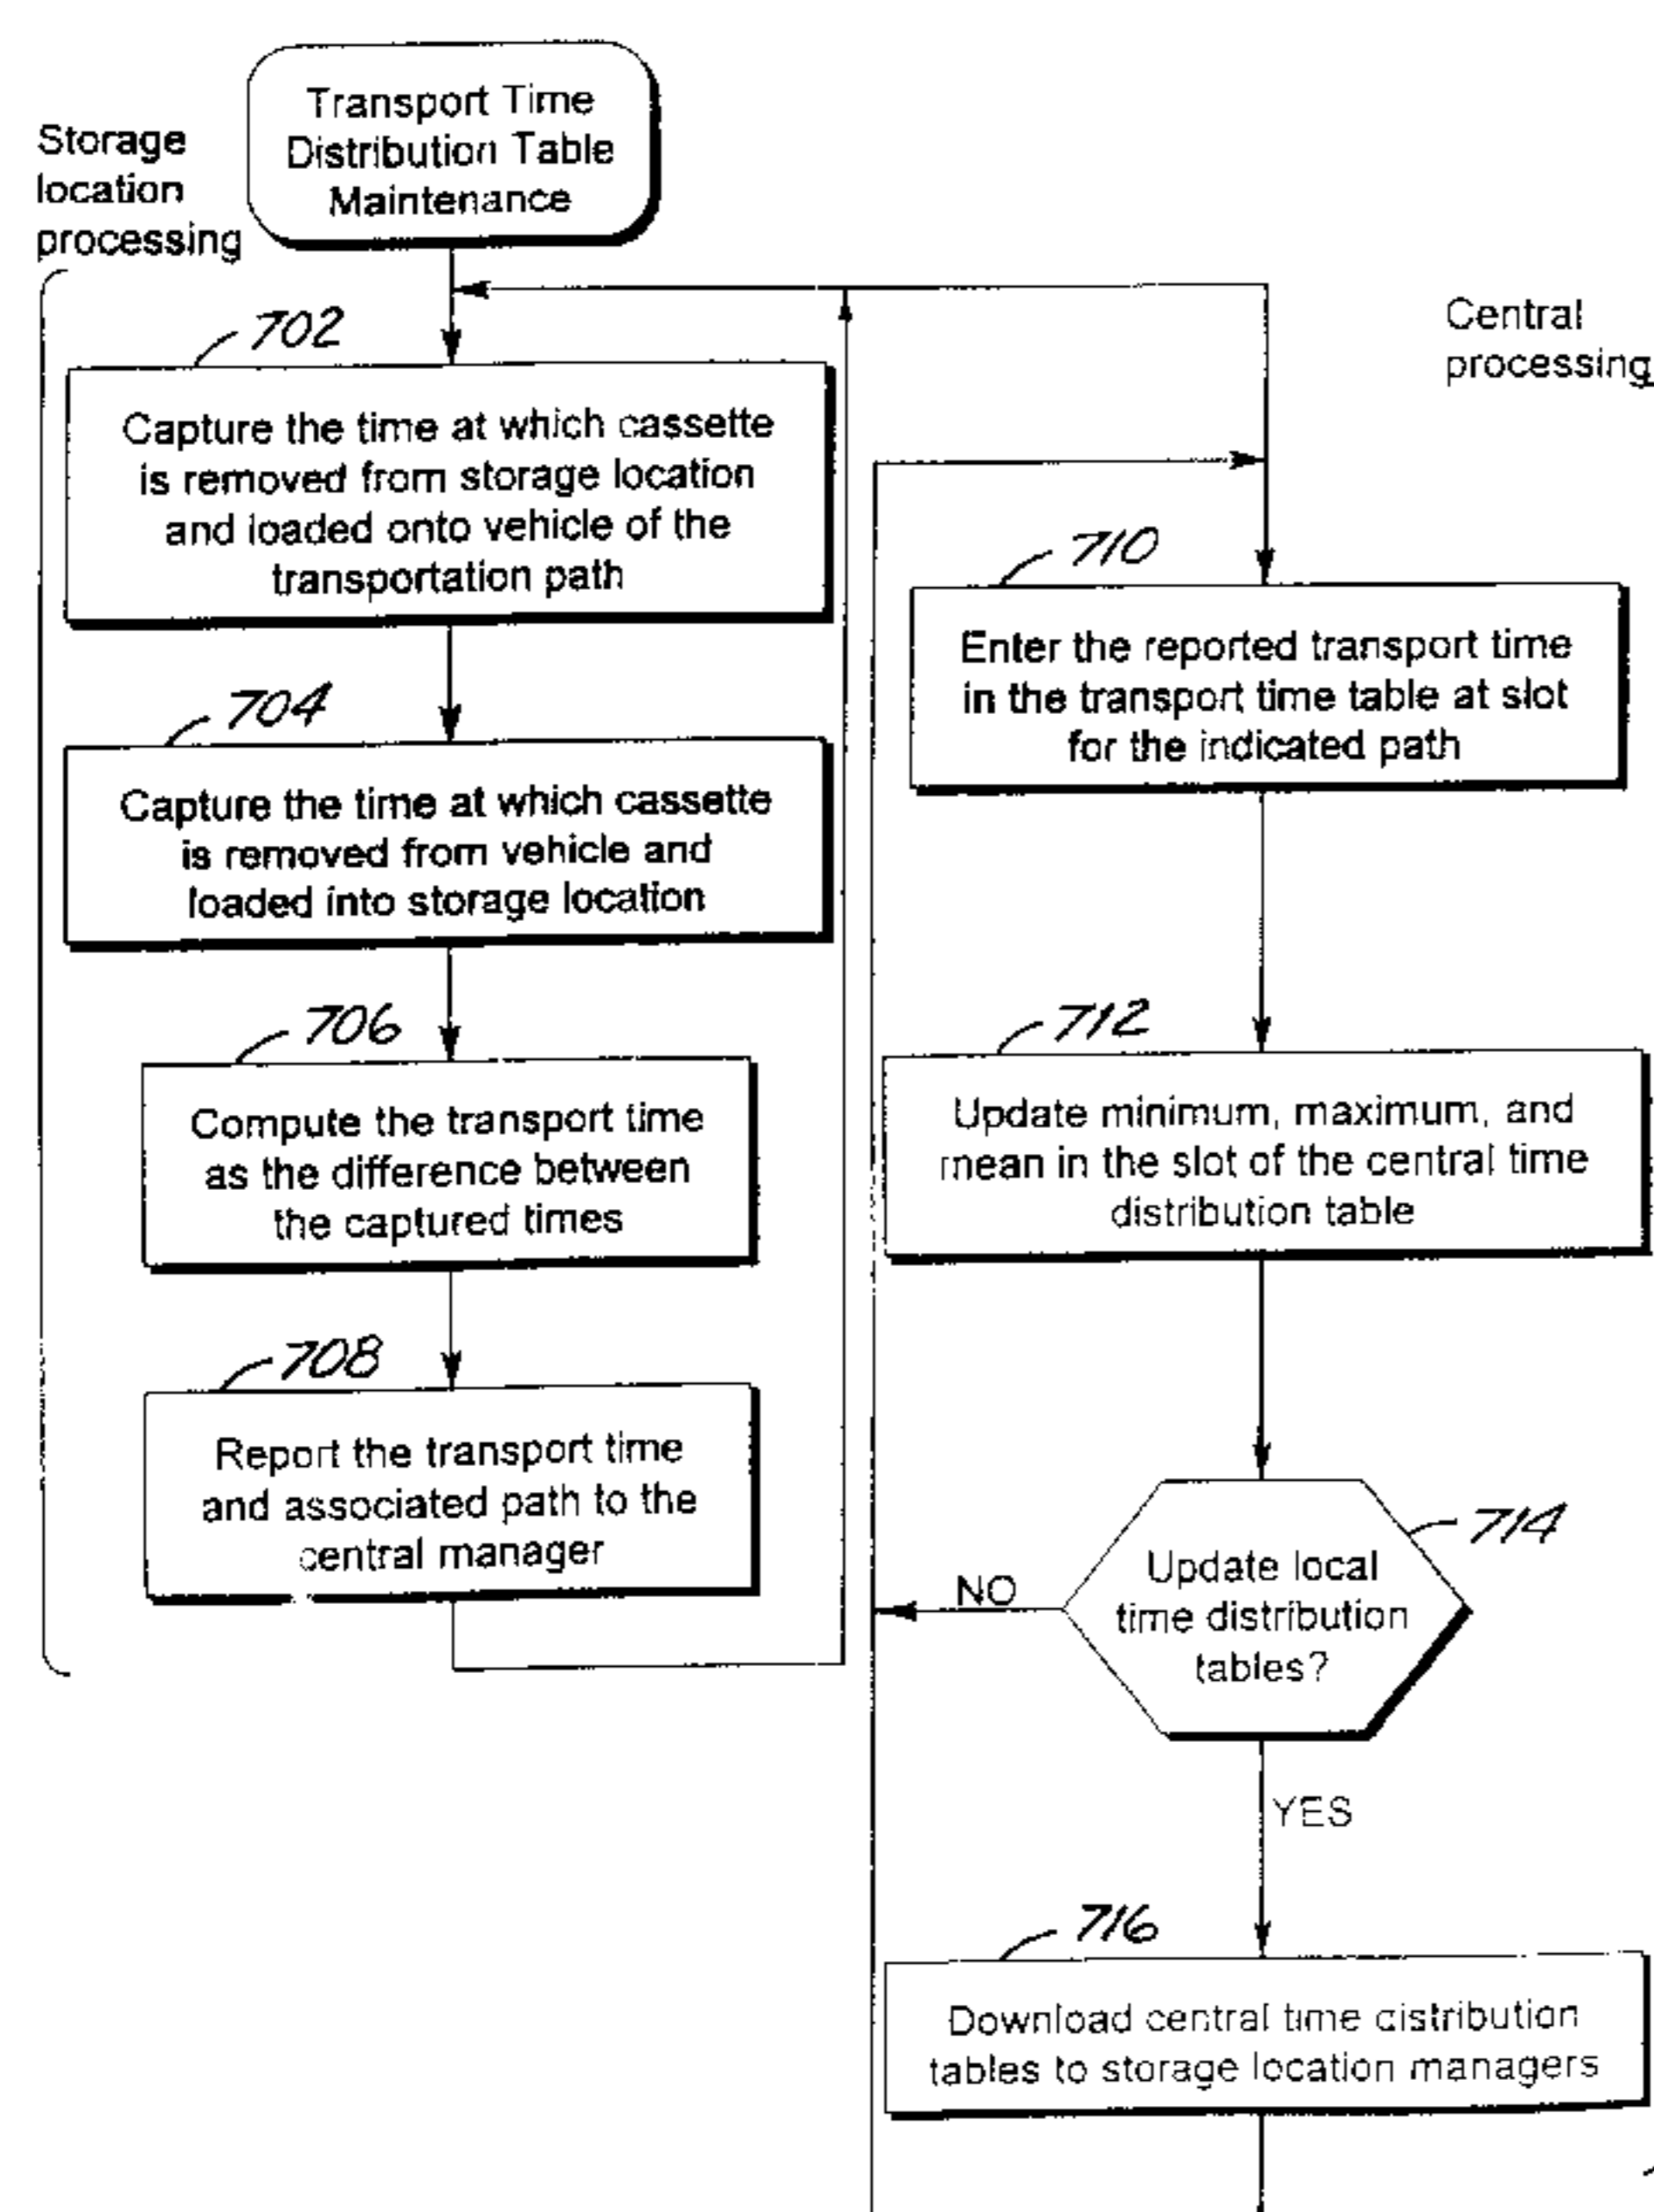 Transport Time
Distribution Table
Maintenance
Storage
location
processing
702
Capture the time at which cassette
is removed from storage location
and loaded onto vehicle of the
transportation path
704
Capture the time at which cassette
is removed from vehicle and
loaded into storage location
706
Compute the transport time
as the difference between
the captured times
708
Report the transport time
and associated path to the
central manager
Central
processing
710
Enter the reported transport time
in the transport time table at slot
for the indicated path
712
Update minimum, maximum, and
mean in the slot of the central time
distribution table
714
Update local
time distribution
tables?
NO
YES
716
Download central time distribution
tables to storage location managers